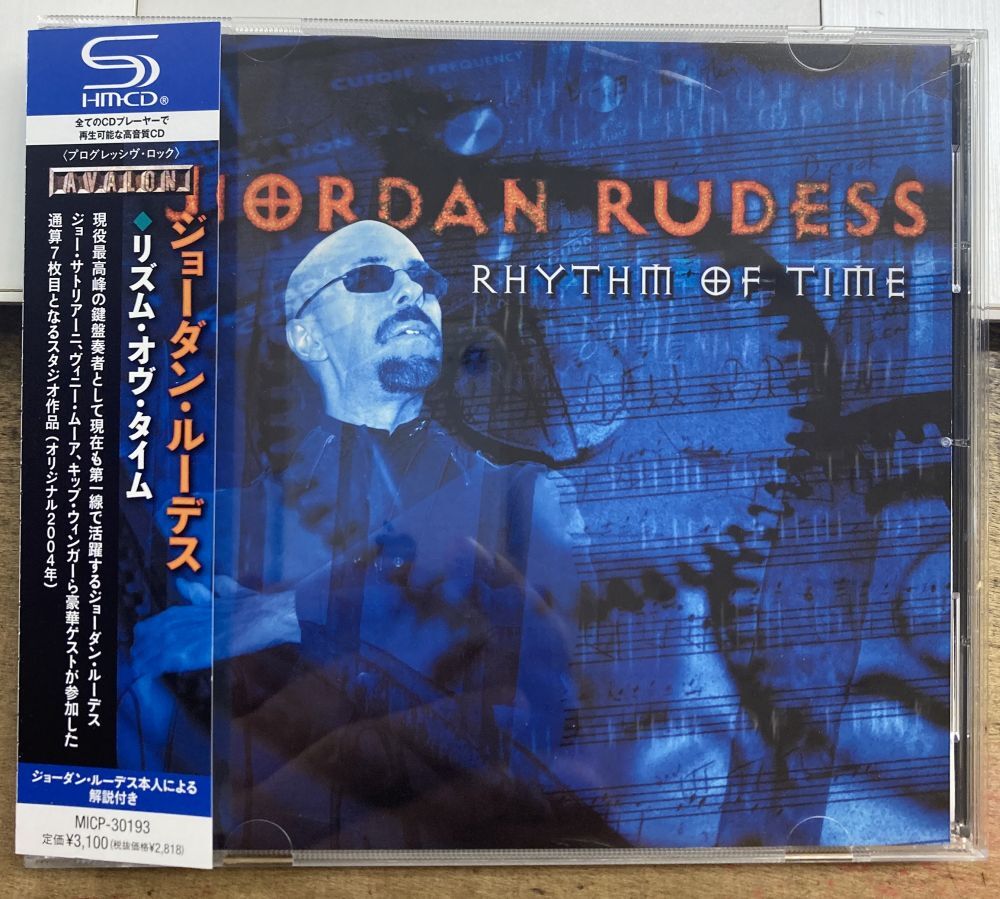 SHM-CD®
全てのCDプレーヤーで
再生可能な高音質CD
〈プログレッシヴ・ロック〉
AVALON
ジョーダン・ルーデス
◆リズム・オヴ・タイム
現役最高峰の鍵盤奏者として現在も第一線で活躍するジョーダン・ルーデス
ジョー・サトリアーニ、ヴィニー・ムーア、キップ・ウィンガーら豪華ゲストが参加した
通算7枚目となるスタジオ作品(オリジナル2004年)
ジョーダン・ルーデス本人による
解説付き
MICP-30193
定価¥3,100(税抜価格¥2,818)
CUTOFF FREQUENCY
JORDAN RUDESS
RHYTHM OF TIME